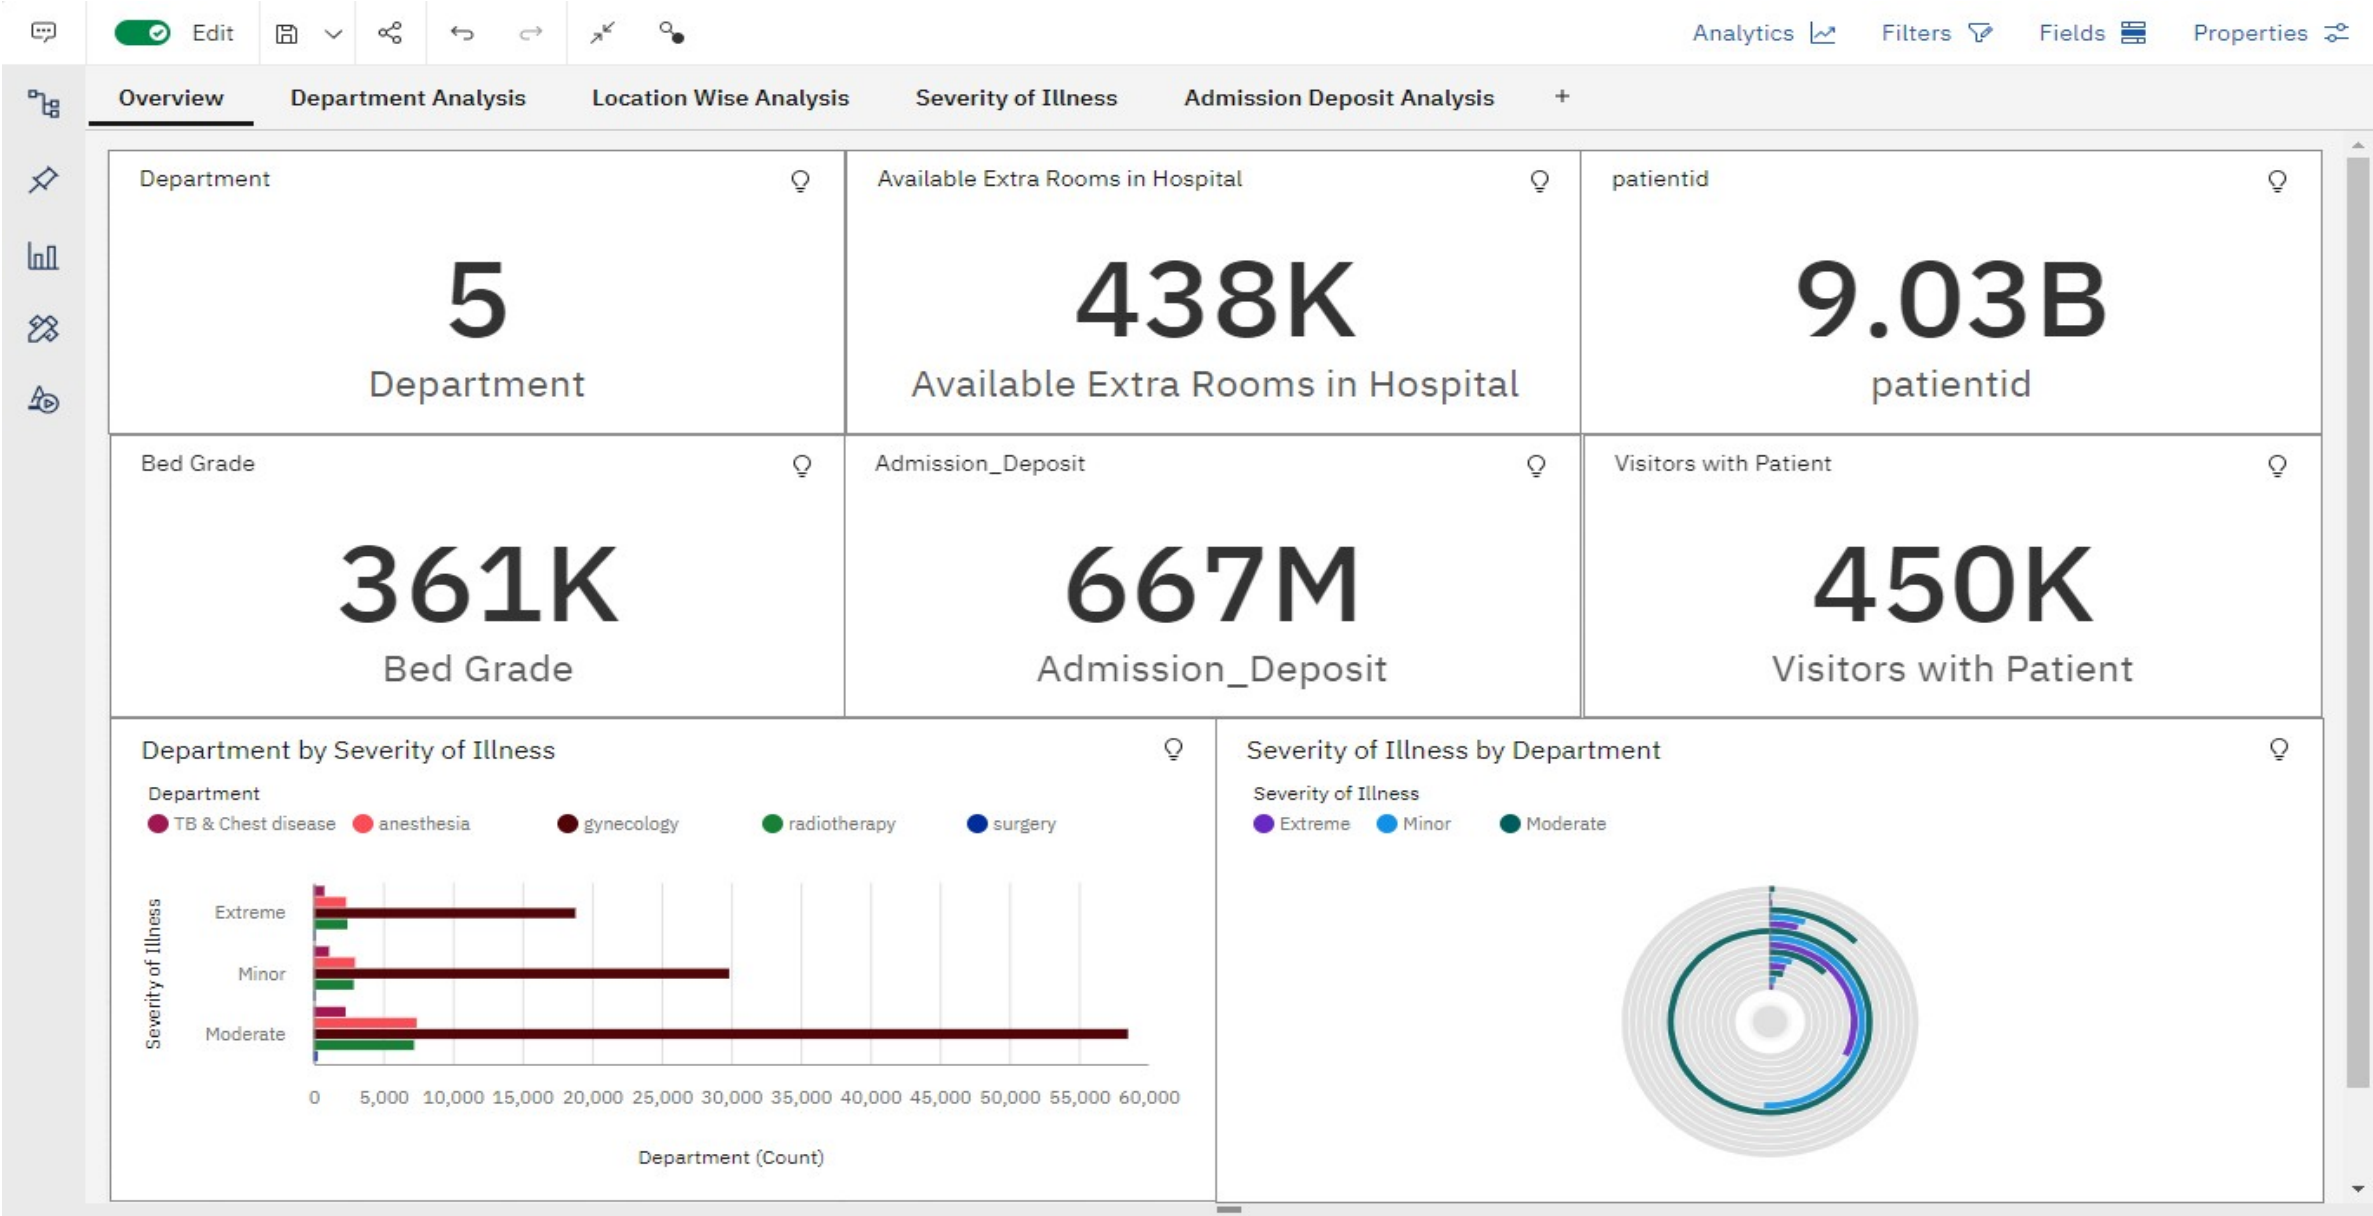 Edit
Analytics
Filters
Fields
Properties
Overview
Department Analysis
Location Wise Analysis
Severity of Illness
Admission Deposit Analysis
+
Department
5
Department
Available Extra Rooms in Hospital
438K
Available Extra Rooms in Hospital
patientid
9.03B
patientid
Bed Grade
361K
Bed Grade
Admission_Deposit
667M
Admission_Deposit
Visitors with Patient
450K
Visitors with Patient
Department by Severity of Illness
Department
TB & Chest disease anesthesia gynecology radiotherapy surgery
Severity of Illness
Extreme
Minor
Moderate
0 5,000 10,000 15,000 20,000 25,000 30,000 35,000 40,000 45,000 50,000 55,000 60,000
Department (Count)
Severity of Illness by Department
Severity of Illness
Extreme Minor Moderate